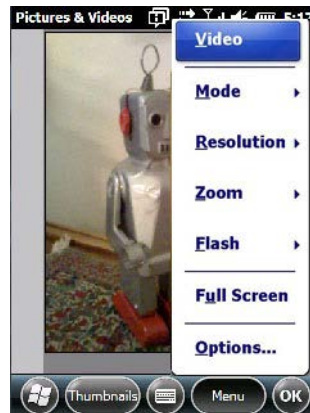 Pictures & Videos
Video
Mode
Resolution
Zoom
Flash
Full Screen
Options...
Thumbnails
Menu
OK